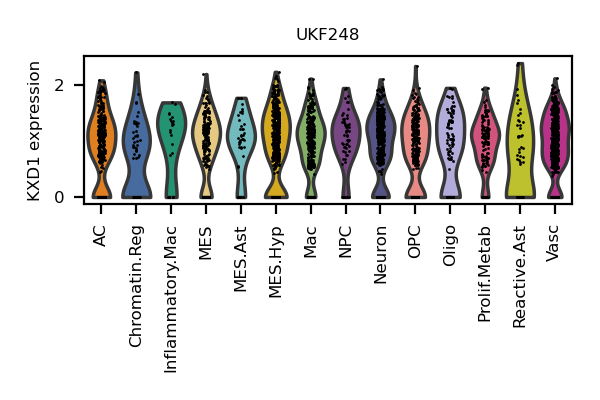 UKF248
KXD1 expression
2
0
AC
Chromatin.Reg
Inflammatory.Mac
MES
MES.Ast
MES.Hyp
Mac
NPC
Neuron
OPC
Oligo
Prolif.Metab
Reactive.Ast
Vasc